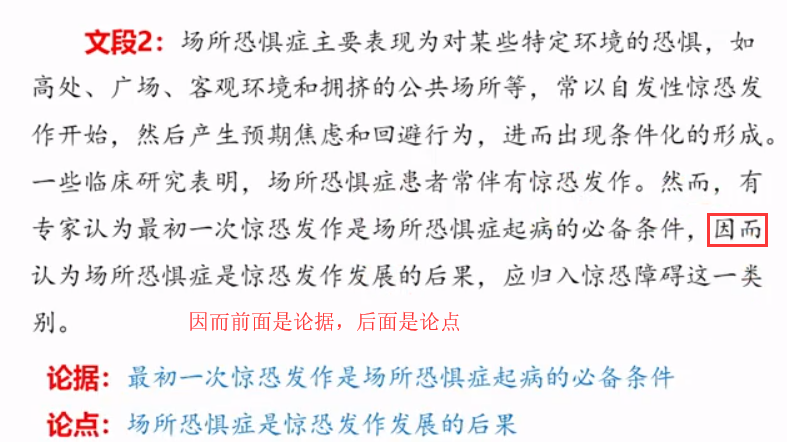 文段2：场所恐惧症主要表现为对某些特定环境的恐惧，如
高处、广场、客观环境和拥挤的公共场所等，常以自发性惊恐发
作开始，然后产生预期焦虑和回避行为，进而出现条件化的形成。
一些临床研究表明，场所恐惧症患者常伴有惊恐发作。然而，有
专家认为最初一次惊恐发作是场所恐惧症起病的必备条件，因而
认为场所恐惧症是惊恐发作发展的后果，应归入惊恐障碍这一类
别。
因而前面是论据，后面是论点
论据：最初一次惊恐发作是场所恐惧症起病的必备条件
论点：场所恐惧症是惊恐发作发展的后果